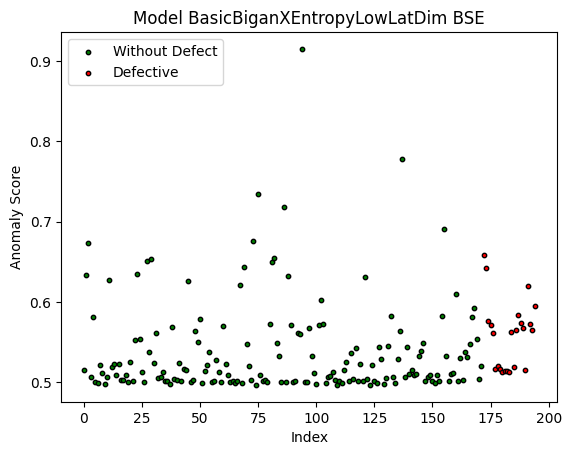 Model BasicBiganXEntropyLowLatDim BSE
Without Defect
Defective
0.9
0.8
0.7
0.6
0.5
Anomaly Score
0 25 50 75 100 125 150 175 200
Index